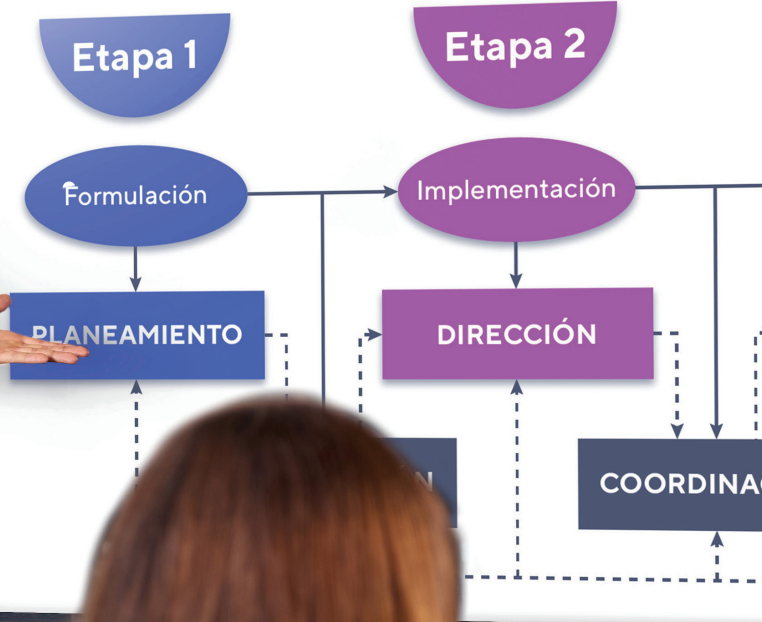 Etapa 1
Etapa 2
Formulación
Implementación
PLANEAMIENTO
DIRECCIÓN